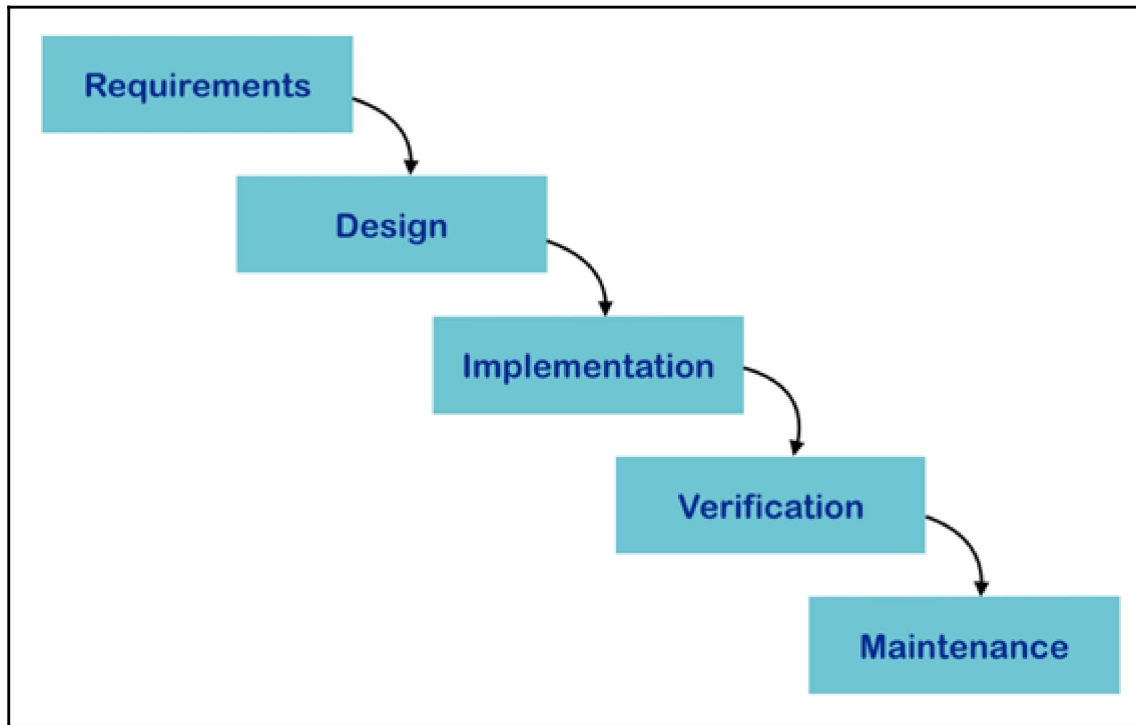 Requirements
Design
Implementation
Verification
Maintenance